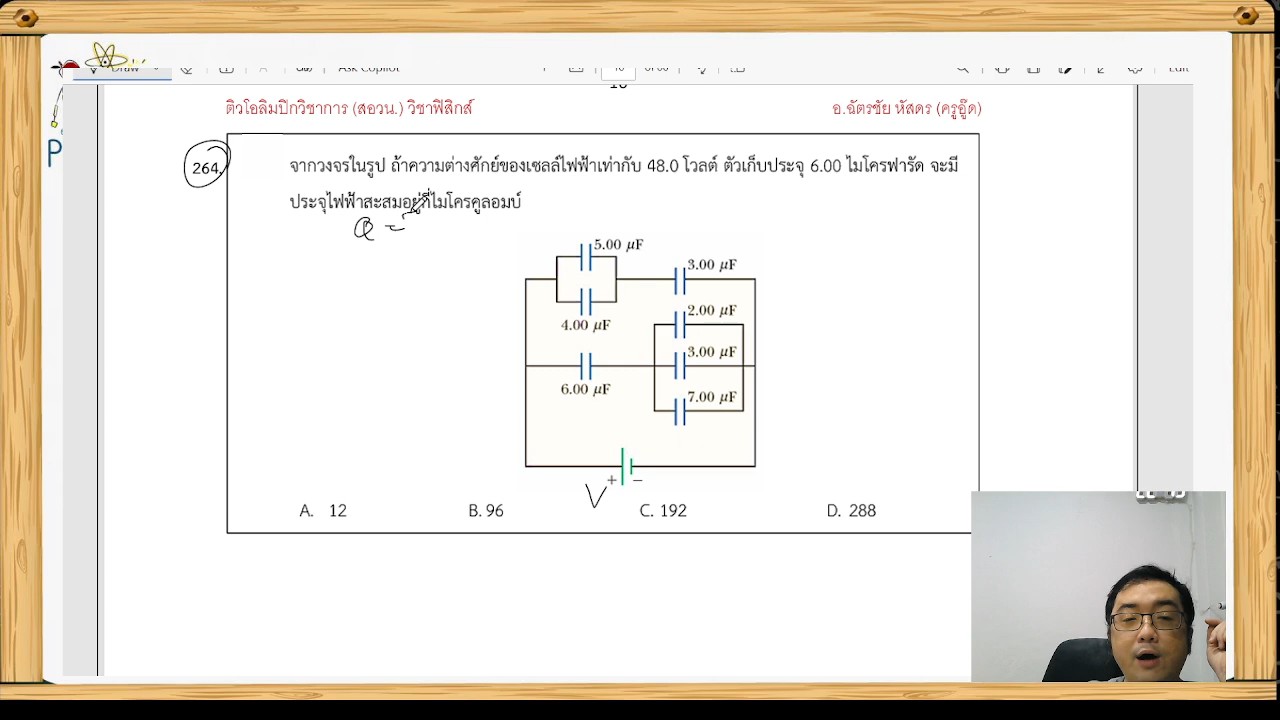 Ask Copilot
Edit
P
ติวโอลิมปิกวิชาการ (สอวน.) วิชาฟิสิกส์
อ.ฉัตรชัย หัสดร (ครูอู๊ด)
264.
จากวงจรในรูป ถ้าความต่างศักย์ของเซลล์ไฟฟ้าเท่ากับ 48.0 โวลต์ ตัวเก็บประจุ 6.00 ไมโครฟารัด จะมี
ประจุไฟฟ้าสะสมอยู่กี่ไมโครคูลอมบ์
Q =
5.00 µF
3.00 µF
4.00 µF
2.00 µF
3.00 µF
6.00 µF
7.00 µF
+ −
V
A. 12 B. 96 C. 192 D. 288